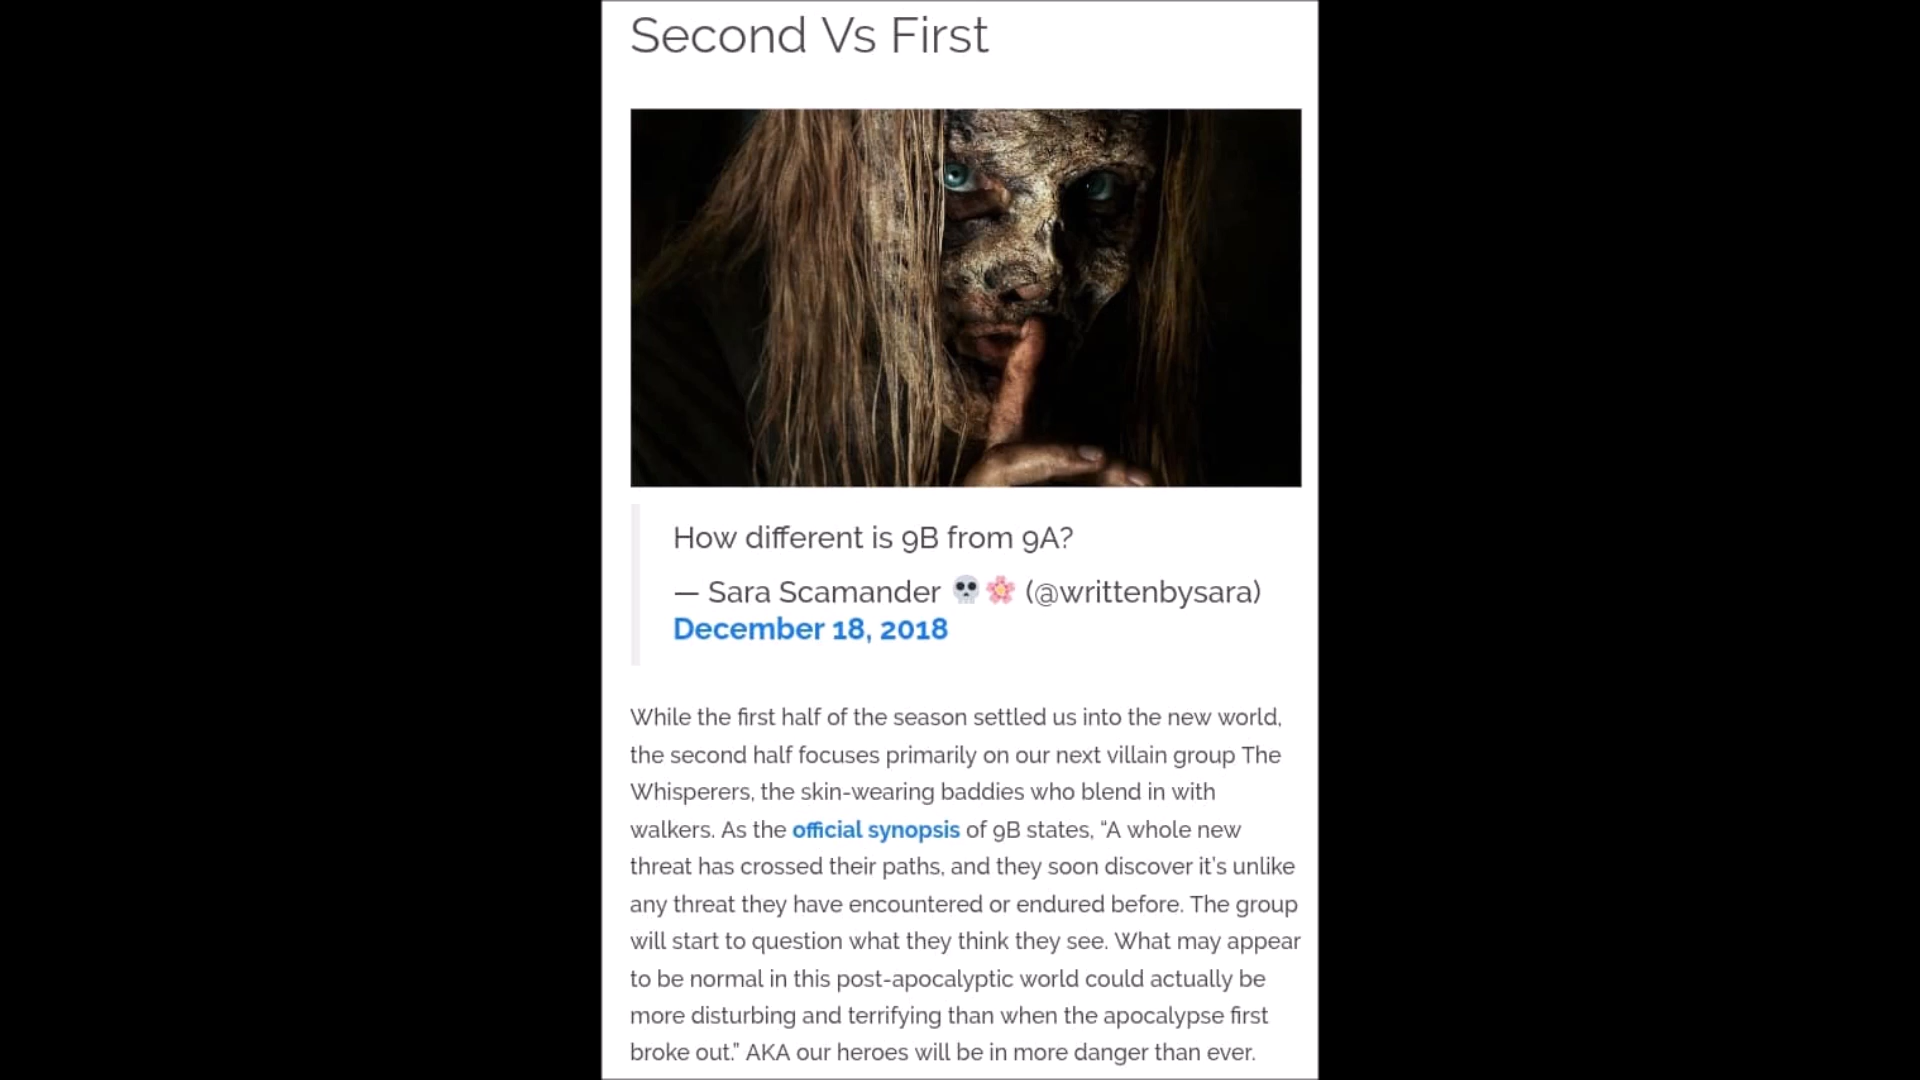 Second Vs First
How different is 9B from 9A?
— Sara Scamander 💀🌸 (@writtenbysara)
December 18, 2018
While the first half of the season settled us into the new world,
the second half focuses primarily on our next villain group The
Whisperers, the skin-wearing baddies who blend in with
walkers. As the official synopsis of 9B states, “A whole new
threat has crossed their paths, and they soon discover it's unlike
any threat they have encountered or endured before. The group
will start to question what they think they see. What may appear
to be normal in this post-apocalyptic world could actually be
more disturbing and terrifying than when the apocalypse first
broke out.” AKA our heroes will be in more danger than ever.